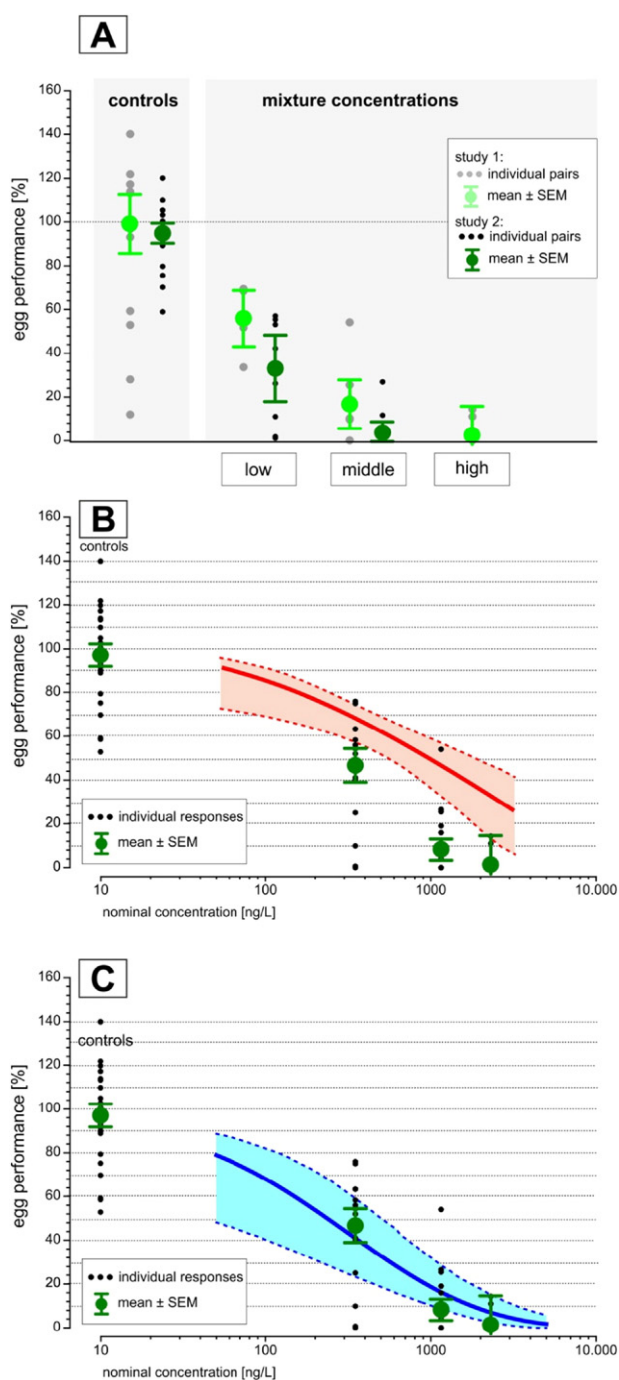 A
controls
mixture concentrations
egg performance [%]
160
140
120
100
80
60
40
20
0
study 1:
individual pairs
mean ± SEM
study 2:
individual pairs
mean ± SEM
low
middle
high
B
controls
egg performance [%]
160
140
120
100
80
60
40
20
0
individual responses
mean ± SEM
10
100
1000
10.000
nominal concentration [ng/L]
C
controls
egg performance [%]
160
140
120
100
80
60
40
20
0
individual responses
mean ± SEM
10
100
1000
10.000
nominal concentration [ng/L]